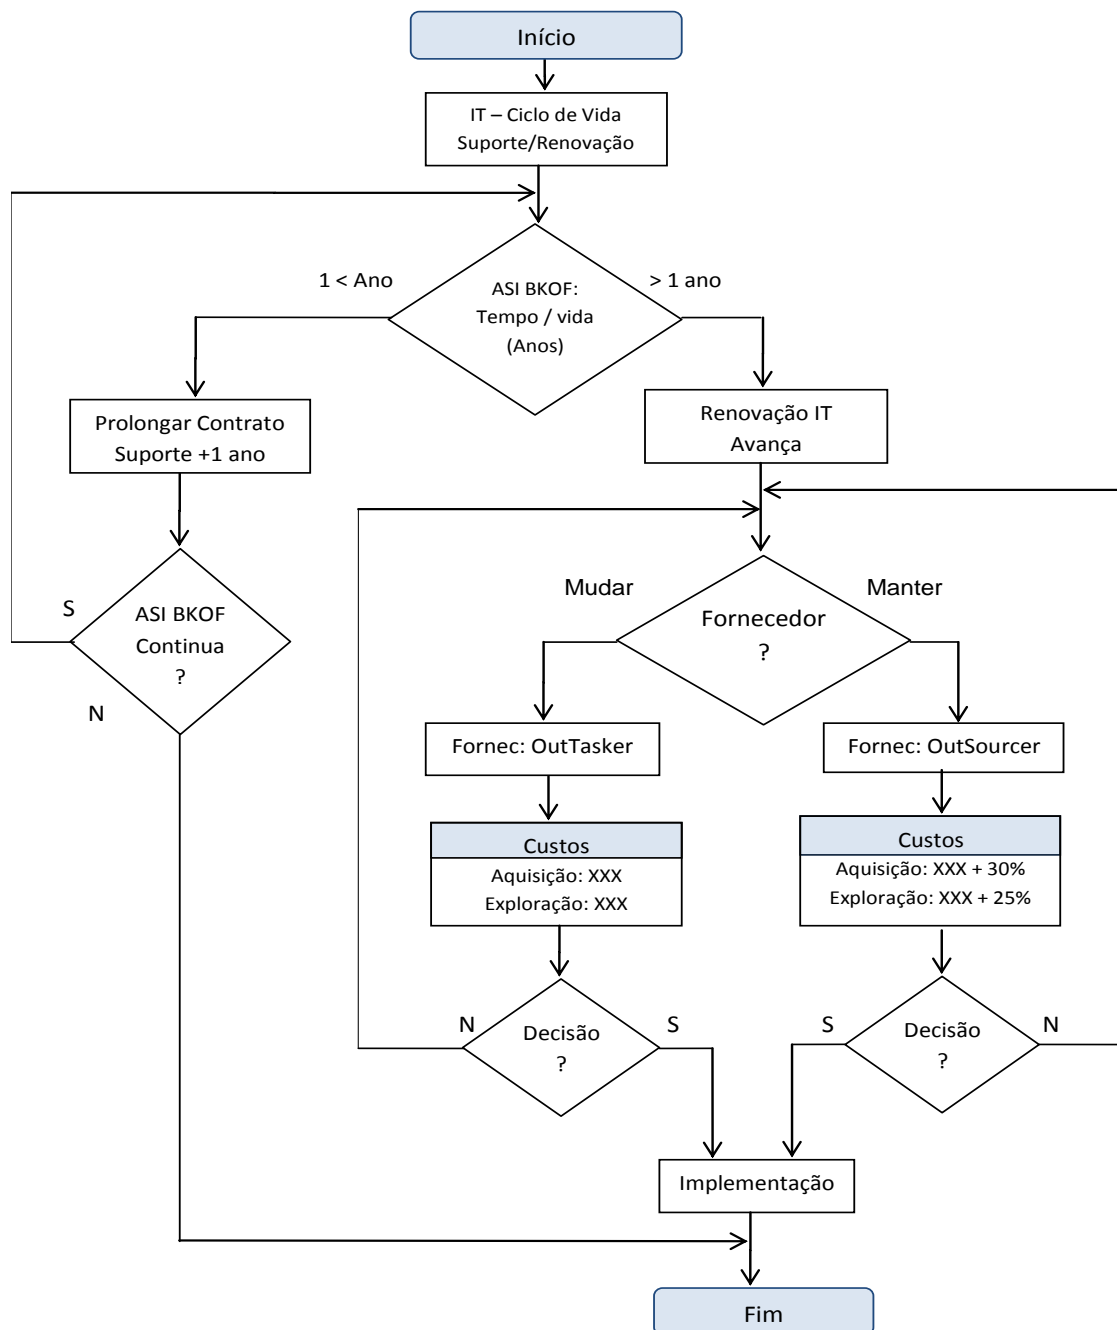 Início
IT – Ciclo de Vida
Suporte/Renovação
1 < Ano
> 1 ano
ASI BKOF:
Tempo / vida
(Anos)
Prolongar Contrato
Suporte +1 ano
Renovação IT
Avança
S
ASI BKOF
Continua
?
N
Mudar
Manter
Fornecedor
?
Fornec: OutTasker
Fornec: OutSourcer
Custos
Aquisição: XXX
Exploração: XXX
Custos
Aquisição: XXX + 30%
Exploração: XXX + 25%
N
Decisão
?
S
S
Decisão
?
N
Implementação
Fim